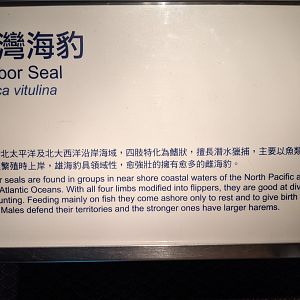 灣海豹
bor Seal
ca vitulina
北太平洋及北大西洋沿岸海域，四肢特化為鰭狀，擅長潛水獵捕，主要以魚類
繁殖時上岸，雄海豹具領域性，愈強壯的擁有愈多的雌海豹。
r seals are found in groups in near shore coastal waters of the North Pacific a
Atlantic Oceans. With all four limbs modified into flippers, they are good at div
unting. Feeding mainly on fish they come ashore only to rest and to give birth
Males defend their territories and the stronger ones have larger harems.